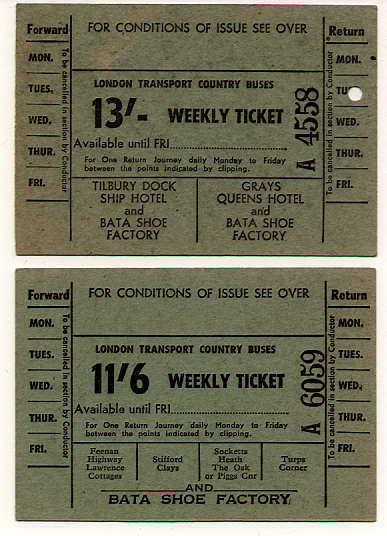 Forward
FOR CONDITIONS OF ISSUE SEE OVER
Return
MON.
TUES.
WED.
THUR.
FRI.
To be cancelled in section by Conductor
LONDON TRANSPORT COUNTRY BUSES
13/- WEEKLY TICKET
Available until FRI.
For One Return Journey daily Monday to Friday
between the points indicated by clipping.
A 4558
To be cancelled in section by Conductor
MON.
TUES.
WED.
THUR.
FRI.
TILBURY DOCK
SHIP HOTEL
and
BATA SHOE
FACTORY
GRAYS
QUEENS HOTEL
and
BATA SHOE
FACTORY
Forward
FOR CONDITIONS OF ISSUE SEE OVER
Return
MON.
TUES.
WED.
THUR.
FRI.
To be cancelled in section by Conductor
LONDON TRANSPORT COUNTRY BUSES
11/6 WEEKLY TICKET
Available until FRI.
For One Return Journey daily Monday to Friday
between the points indicated by clipping.
A 6059
To be cancelled in section by Conductor
MON.
TUES.
WED.
THUR.
FRI.
Feenan
Highway
Lawrence
Cottages
Stifford
Clays
Socketts
Heath
The Oak
or Piggs Cnr
Turps
Corner
AND
BATA SHOE FACTORY